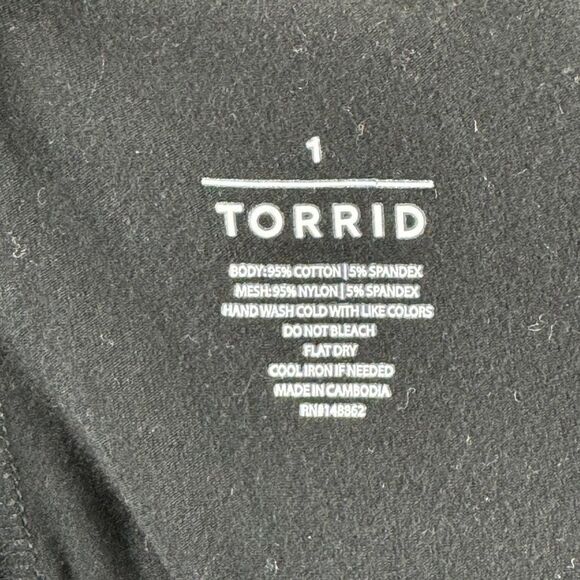 1
TORRID
BODY: 95% COTTON | 5% SPANDEX
MESH: 95% NYLON | 5% SPANDEX
HAND WASH COLD WITH LIKE COLORS
DO NOT BLEACH
FLAT DRY
COOL IRON IF NEEDED
MADE IN CAMBODIA
RN#148862